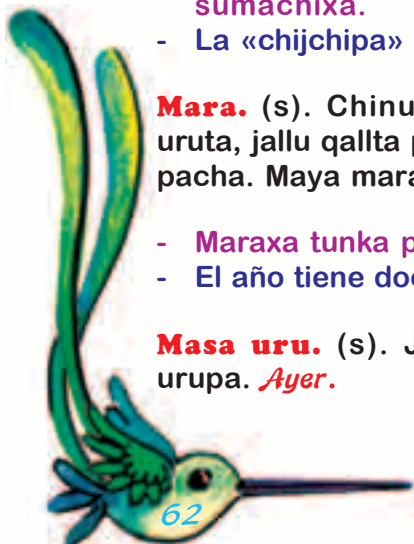 sumachixa.
- La «chijchipa»
Mara. (s). Chinu
uruta, jallu qallta
pacha. Maya mara
- Maraxa tunka p
- El año tiene doc
Masa uru. (s). J
urupa. Ayer.
62